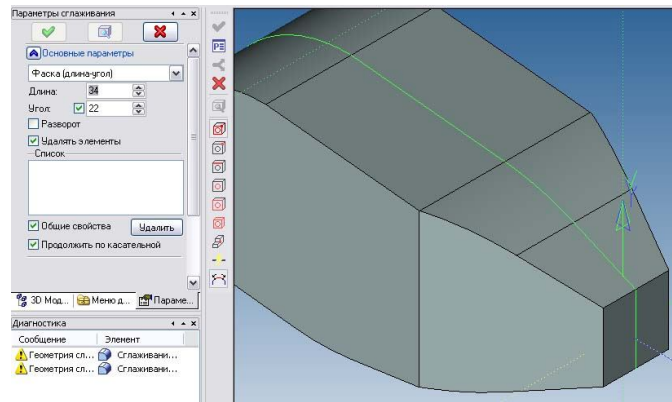 Параметры сглаживания
Основные параметры
Фаска (длина-угол)
Длина: 34
Угол: 22
Разворот
Удалять элементы
Список
Общие свойства Удалить
Продолжить по касательной
3D Мод... Меню д... Параме...
Диагностика
Сообщение Элемент
Геометрия сл... Сглаживани...
Геометрия сл... Сглаживани...